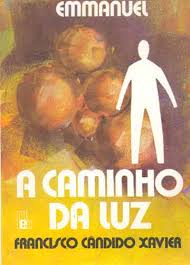 EMMANUEL
A CAMINHO
DA LUZ
FRANCISCO CÂNDIDO XAVIER